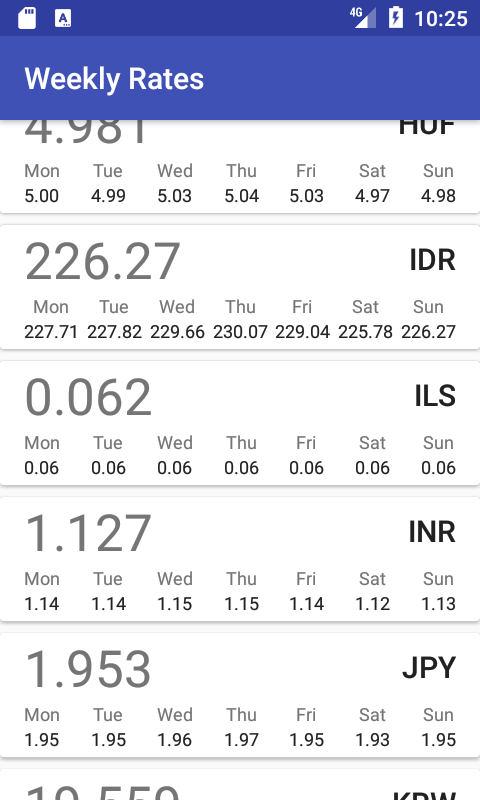 4G 10:25
Weekly Rates
4.981 HUF
Mon Tue Wed Thu Fri Sat Sun
5.00 4.99 5.03 5.04 5.03 4.97 4.98
226.27 IDR
Mon Tue Wed Thu Fri Sat Sun
227.71 227.82 229.66 230.07 229.04 225.78 226.27
0.062 ILS
Mon Tue Wed Thu Fri Sat Sun
0.06 0.06 0.06 0.06 0.06 0.06 0.06
1.127 INR
Mon Tue Wed Thu Fri Sat Sun
1.14 1.14 1.15 1.15 1.14 1.12 1.13
1.953 JPY
Mon Tue Wed Thu Fri Sat Sun
1.95 1.95 1.96 1.97 1.95 1.93 1.95
KRW